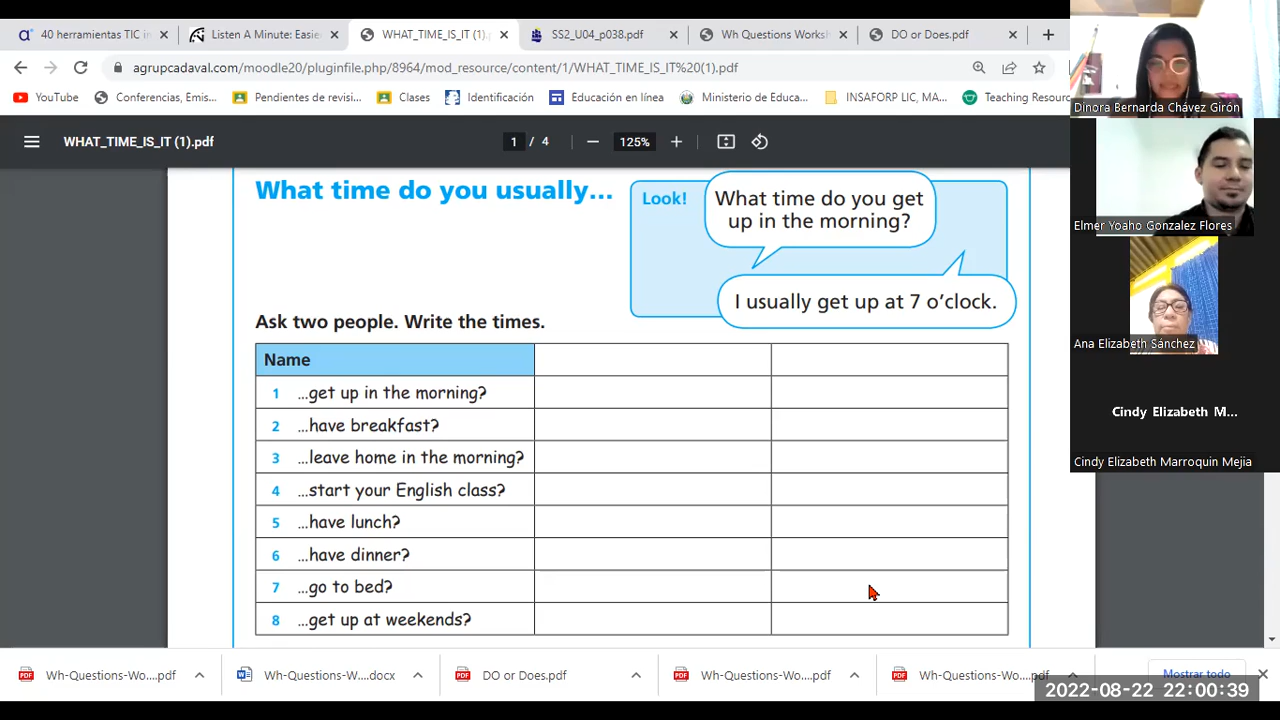 40 herramientas TIC in
Listen A Minute: Easie
WHAT_TIME_IS_IT (1).
SS2_U04_p038.pdf
Wh Questions Worksh
DO or Does.pdf
agrupcadaval.com/moodle20/pluginfile.php/8964/mod_resource/content/1/WHAT_TIME_IS_IT%20(1).pdf
YouTube
Conferencias, Emis...
Pendientes de revisi...
Clases
Identificación
Educación en línea
Ministerio de Educa...
INSAFORP LIC, MA...
Teaching Resour
WHAT_TIME_IS_IT (1).pdf
1 / 4
125%
What time do you usually...
Look!
What time do you get
up in the morning?
I usually get up at 7 o'clock.
Ask two people. Write the times.
Name
1 ...get up in the morning?
2 ...have breakfast?
3 ...leave home in the morning?
4 ...start your English class?
5 ...have lunch?
6 ...have dinner?
7 ...go to bed?
8 ...get up at weekends?
Dinora Bernarda Chávez Girón
Elmer Yoaho Gonzalez Flores
Ana Elizabeth Sánchez
Cindy Elizabeth M...
Cindy Elizabeth Marroquin Mejia
Wh-Questions-Wo....pdf
Wh-Questions-W....docx
DO or Does.pdf
Wh-Questions-Wo....pdf
Wh-Questions-Wo....pdf
Mostrar todo
2022-08-22 22:00:39